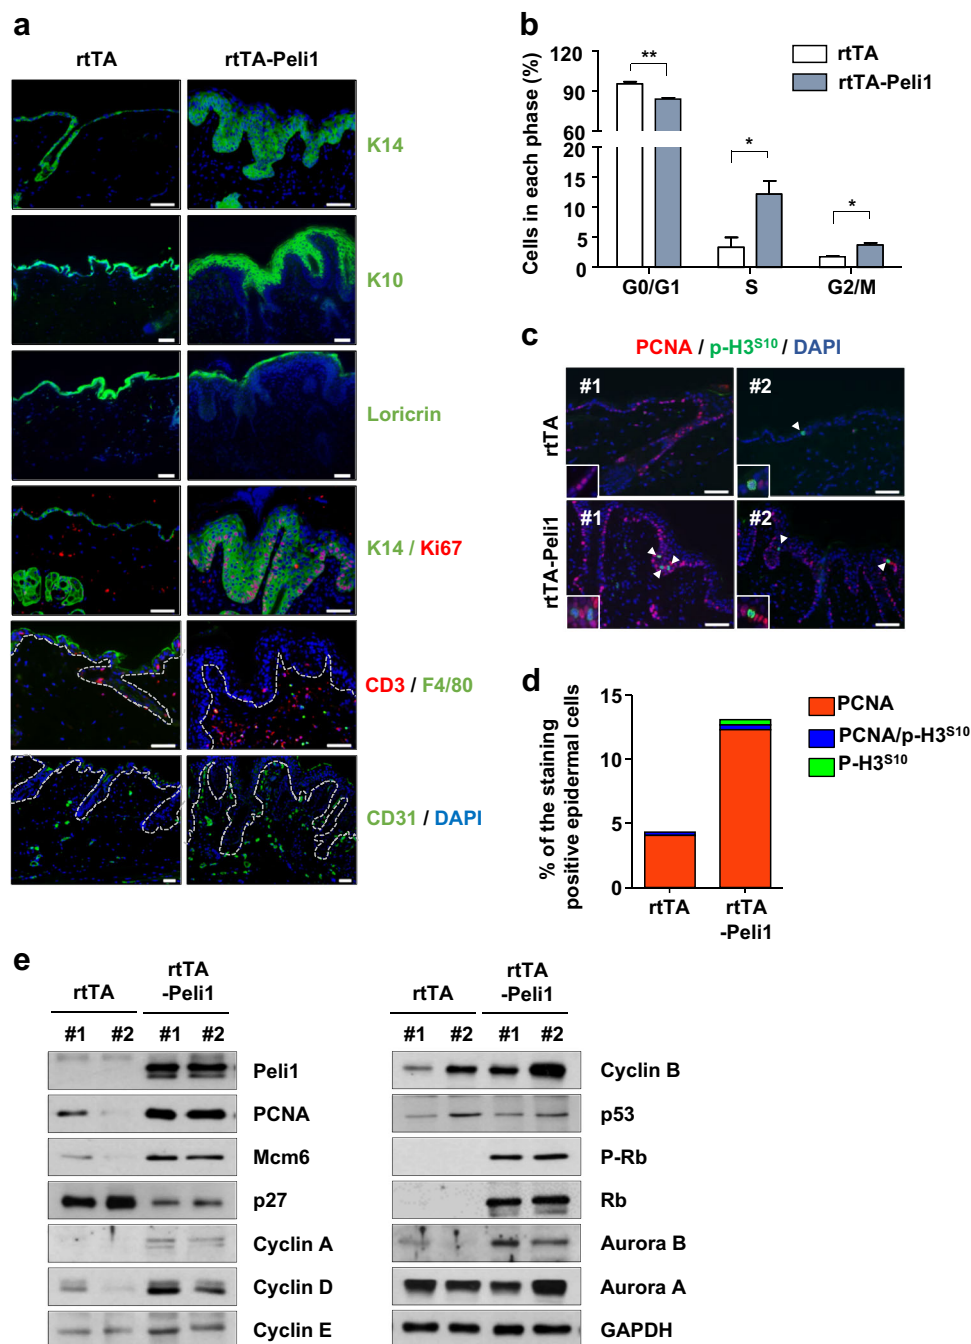 a
rtTA
rtTA-Peli1
K14
K10
Loricrin
K14 / Ki67
CD3 / F4/80
CD31 / DAPI
b
Cells in each phase (%)
120
90
60
20
15
10
5
0
**
*
*
G0/G1
S
G2/M
rtTA
rtTA-Peli1
c
PCNA / p-H3S10 / DAPI
rtTA
#1
#2
rtTA-Peli1
#1
#2
d
% of the staining
positive epidermal cells
15
10
5
0
rtTA
rtTA
-Peli1
PCNA
PCNA/p-H3S10
P-H3S10
e
rtTA
rtTA
-Peli1
#1 #2 #1 #2
Peli1
PCNA
Mcm6
p27
Cyclin A
Cyclin D
Cyclin E
rtTA
rtTA
-Peli1
#1 #2 #1 #2
Cyclin B
p53
P-Rb
Rb
Aurora B
Aurora A
GAPDH